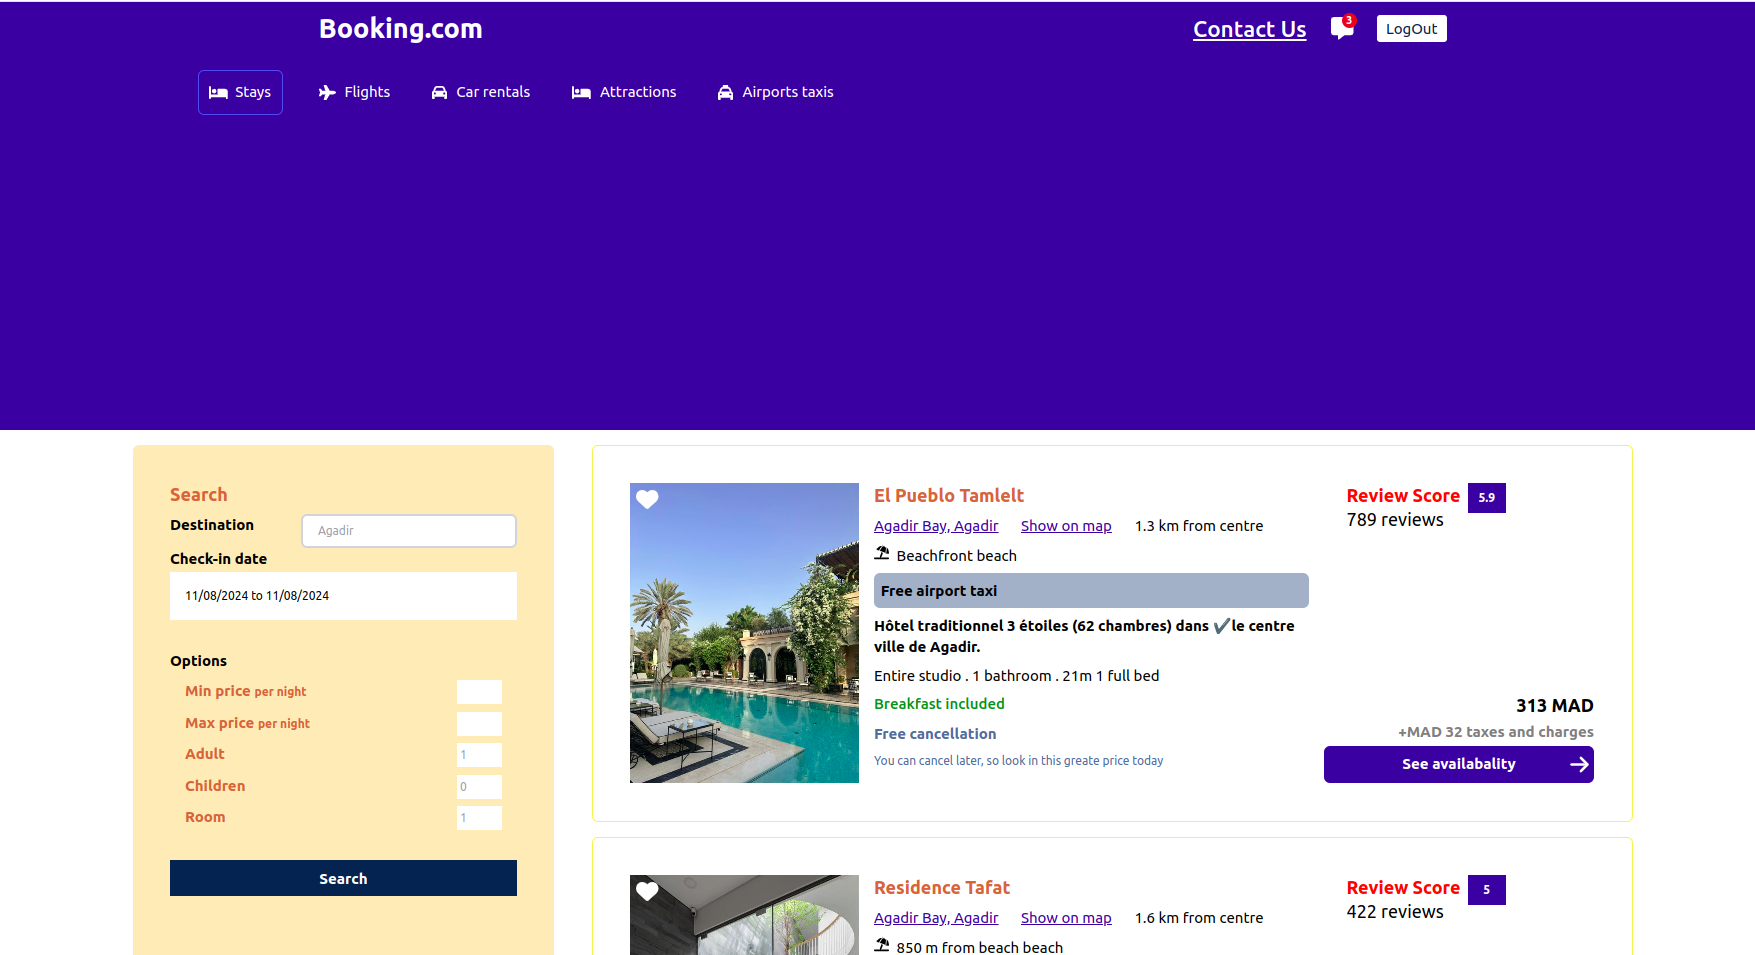 Booking.com
Contact Us
3
LogOut
Stays
Flights
Car rentals
Attractions
Airports taxis
Search
Destination
Agadir
Check-in date
11/08/2024 to 11/08/2024
Options
Min price per night
Max price per night
Adult
1
Children
0
Room
1
Search
El Pueblo Tamlelt
Agadir Bay, Agadir
Show on map
1.3 km from centre
Beachfront beach
Free airport taxi
Hôtel traditionnel 3 étoiles (62 chambres) dans ✔️le centre
ville de Agadir.
Entire studio . 1 bathroom . 21m 1 full bed
Breakfast included
Free cancellation
You can cancel later, so look in this greate price today
Review Score
5.9
789 reviews
313 MAD
+MAD 32 taxes and charges
See availabality
Residence Tafat
Agadir Bay, Agadir
Show on map
1.6 km from centre
850 m from beach beach
Review Score
5
422 reviews